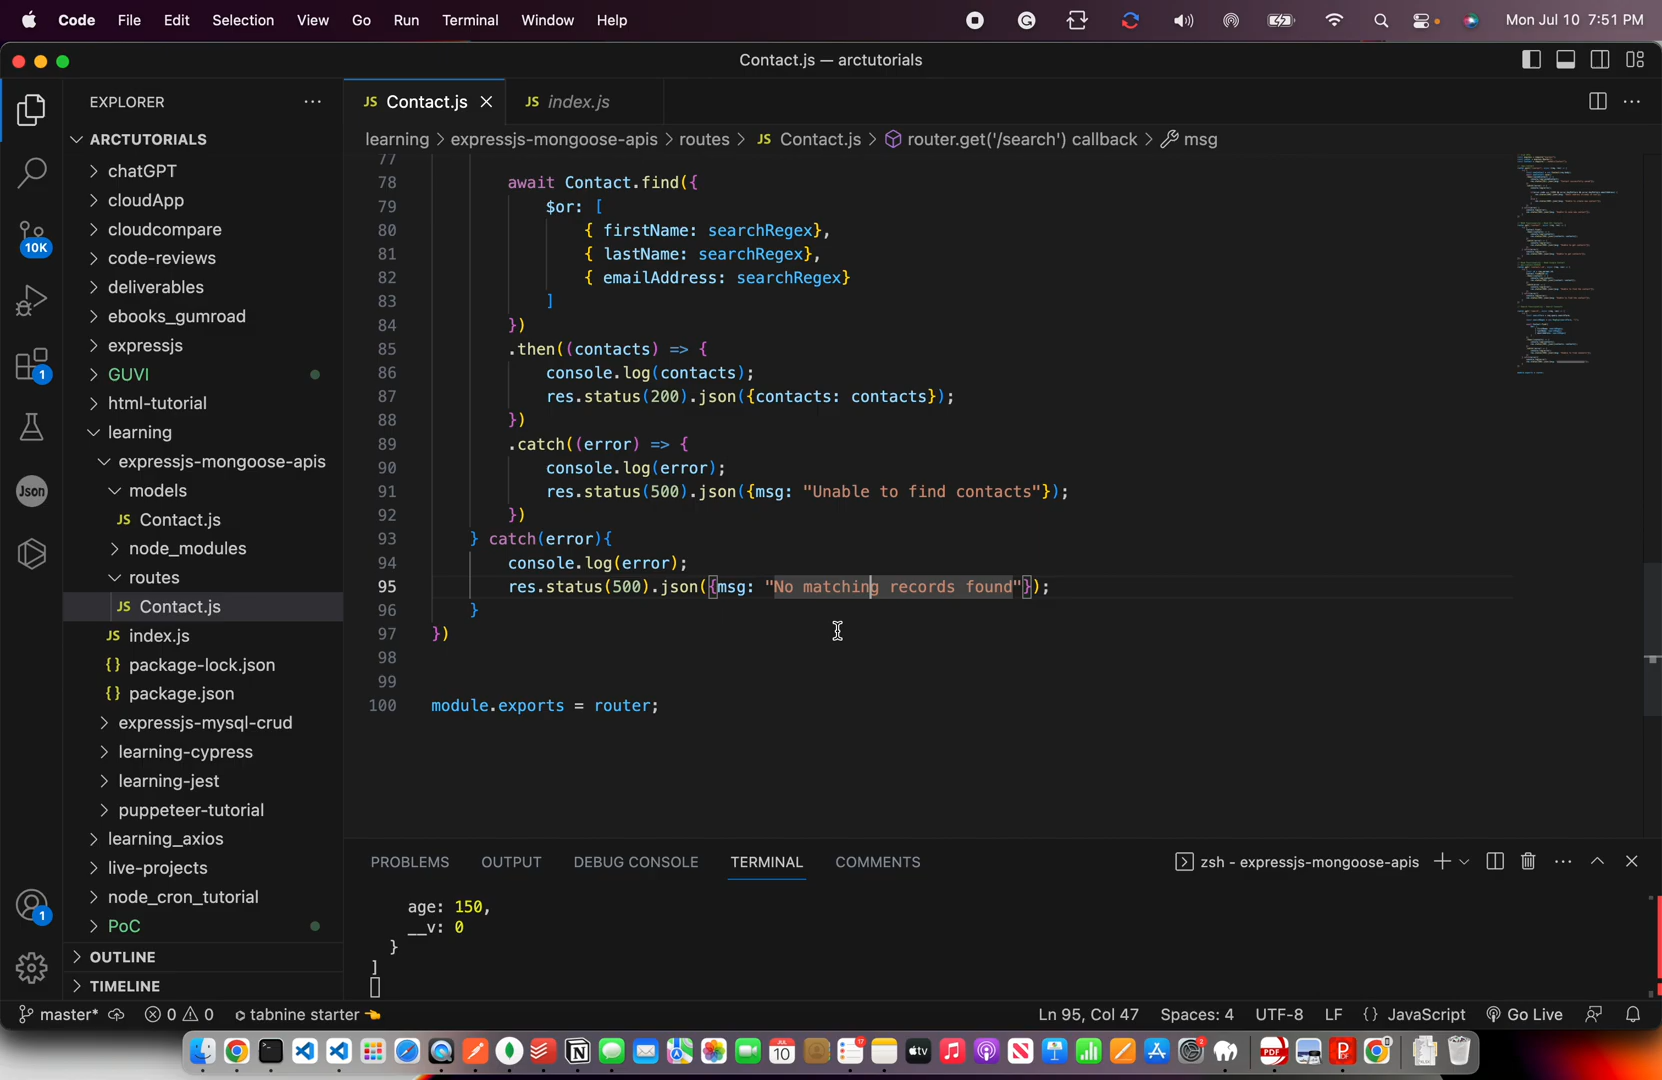 Code File Edit Selection View Go Run Terminal Window Help Mon Jul 10 7:51 PM
Contact.js — arctutorials
EXPLORER
JS Contact.js
JS index.js
learning > expressjs-mongoose-apis > routes > JS Contact.js > router.get('/search') callback > msg
ARCTUTORIALS
chatGPT
cloudApp
cloudcompare
code-reviews
deliverables
ebooks_gumroad
expressjs
GUVI
html-tutorial
learning
expressjs-mongoose-apis
models
JS Contact.js
node_modules
routes
JS Contact.js
JS index.js
{} package-lock.json
{} package.json
expressjs-mysql-crud
learning-cypress
learning-jest
puppeteer-tutorial
learning_axios
live-projects
node_cron_tutorial
PoC
OUTLINE
TIMELINE
10K
1
Json
1
77
78 await Contact.find({
79 $or: [
80 { firstName: searchRegex},
81 { lastName: searchRegex},
82 { emailAddress: searchRegex}
83 ]
84 })
85 .then((contacts) => {
86 console.log(contacts);
87 res.status(200).json({contacts: contacts});
88 })
89 .catch((error) => {
90 console.log(error);
91 res.status(500).json({msg: "Unable to find contacts"});
92 })
93 } catch(error){
94 console.log(error);
95 res.status(500).json({msg: "No matching records found"});
96 }
97 })
98
99
100 module.exports = router;
PROBLEMS OUTPUT DEBUG CONSOLE TERMINAL COMMENTS
zsh - expressjs-mongoose-apis
age: 150,
__v: 0
}
]
master* 0 0 tabnine starter
Ln 95, Col 47 Spaces: 4 UTF-8 LF {} JavaScript Go Live